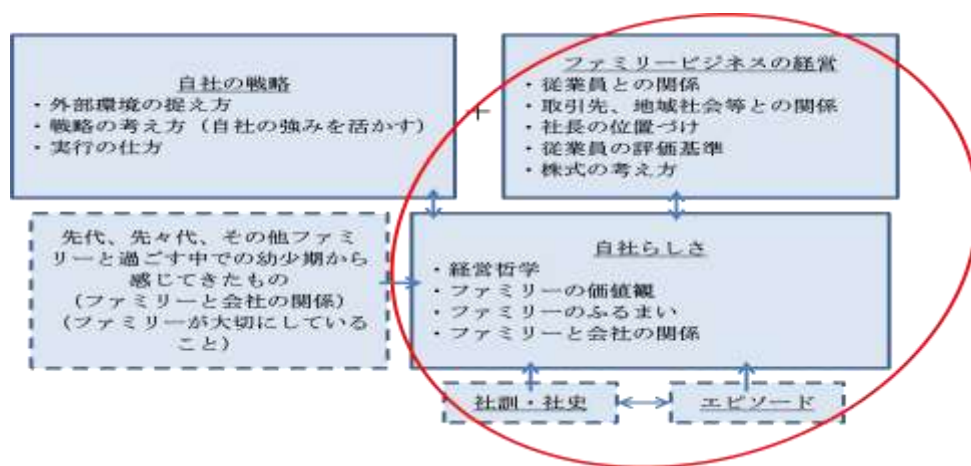 自社の戦略
・外部環境の捉え方
・戦略の考え方（自社の強みを活かす）
・実行の仕方
＋
ファミリービジネスの経営
・従業員との関係
・取引先、地域社会等との関係
・社長の位置づけ
・従業員の評価基準
・株式の考え方
先代、先々代、その他ファミ
リーと過ごす中での幼少期から
感じてきたもの
（ファミリーと会社の関係）
（ファミリーが大切にしている
こと）
自社らしさ
・経営哲学
・ファミリーの価値観
・ファミリーのふるまい
・ファミリーと会社の関係
社訓・社史
エピソード